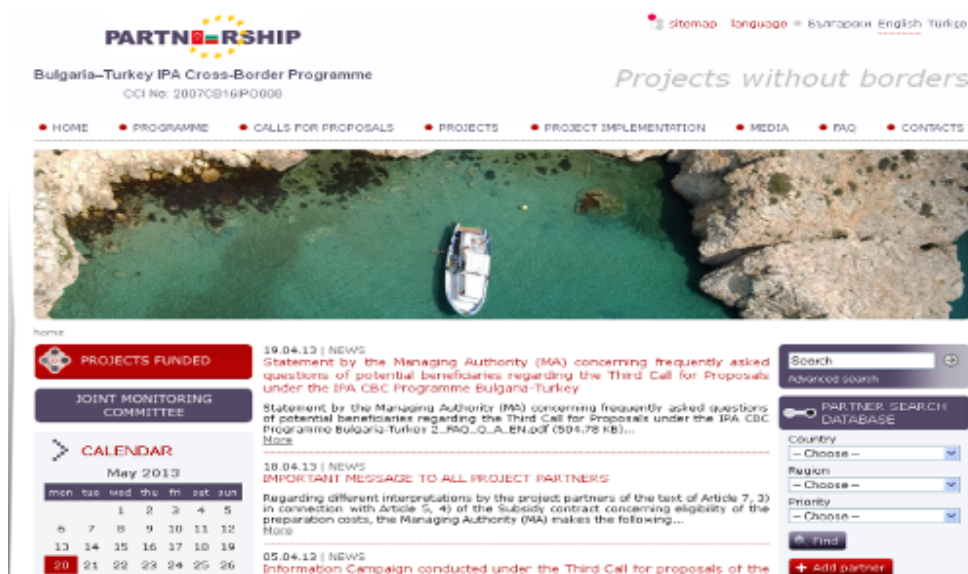 PARTNERSHIP
sitemap language Български English Türkçe
Bulgaria–Turkey IPA Cross-Border Programme
CCI No: 2007CB16IPO008
Projects without borders
HOME PROGRAMME CALLS FOR PROPOSALS PROJECTS PROJECT IMPLEMENTATION MEDIA FAQ CONTACTS
home
PROJECTS FUNDED
JOINT MONITORING
COMMITTEE
CALENDAR
May 2013
mon tue wed thu fri sat sun
1 2 3 4 5
6 7 8 9 10 11 12
13 14 15 16 17 18 19
20 21 22 23 24 25 26
19.04.13 | NEWS
Statement by the Managing Authority (MA) concerning frequently asked
questions of potential beneficiaries regarding the Third Call for Proposals
under the IPA CBC Programme Bulgaria-Turkey
Statement by the Managing Authority (MA) concerning frequently asked questions
of potential beneficiaries regarding the Third Call for Proposals under the IPA CBC
Programme Bulgaria-Turkey 2_FAQ_Q_A_EN.pdf (504.78 KB)...
More
18.04.13 | NEWS
IMPORTANT MESSAGE TO ALL PROJECT PARTNERS
Regarding different interpretations by the project partners of the text of Article 7, 3)
in connection with Article 5, 4) of the Subsidy contract concerning eligibility of the
preparation costs, the Managing Authority (MA) makes the following...
More
05.04.13 | NEWS
Information Campaign conducted under the Third Call for proposals of the
Search
Advanced search
PARTNER SEARCH
DATABASE
Country
-- Choose --
Region
-- Choose --
Priority
-- Choose --
Find
+ Add partner